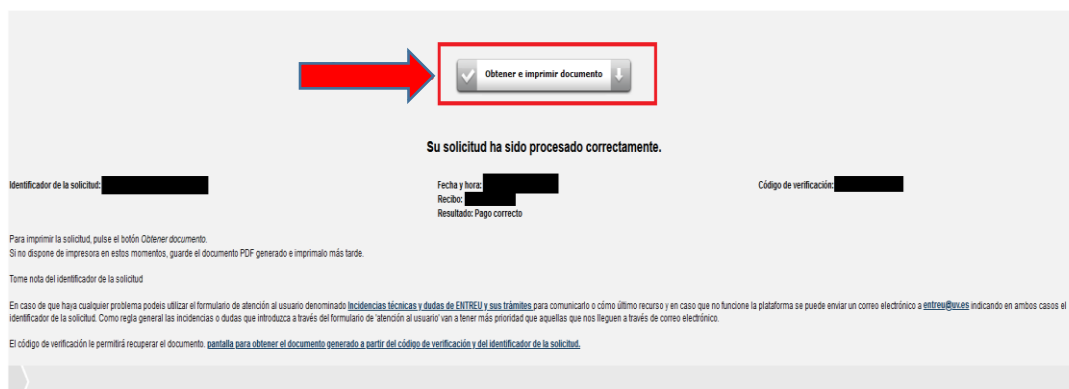 Obtener e imprimir documento
Su solicitud ha sido procesado correctamente.
Identificador de la solicitud:
Fecha y hora:
Código de verificación:
Recibo:
Resultado: Pago correcto
Para imprimir la solicitud, pulse el botón Obtener documento.
Si no dispone de impresora en estos momentos, guarde el documento PDF generado e imprimalo más tarde.
Tome nota del identificador de la solicitud
En caso de que haya cualquier problema podeis utilizar el formulario de atención al usuario denominado Incidencias técnicas y dudas de ENTREU y sus trámites para comunicarlo o cómo último recurso y en caso que no funcione la plataforma se puede enviar un correo electrónico a entreu@uv.es indicando en ambos casos el
identificador de la solicitud. Como regla general las incidencias o dudas que introduzca a través del formulario de 'atención al usuario' van a tener más prioridad que aquellas que nos lleguen a través de correo electrónico.
El código de verificación le permitirá recuperar el documento. pantalla para obtener el documento generado a partir del código de verificación y del identificador de la solicitud.